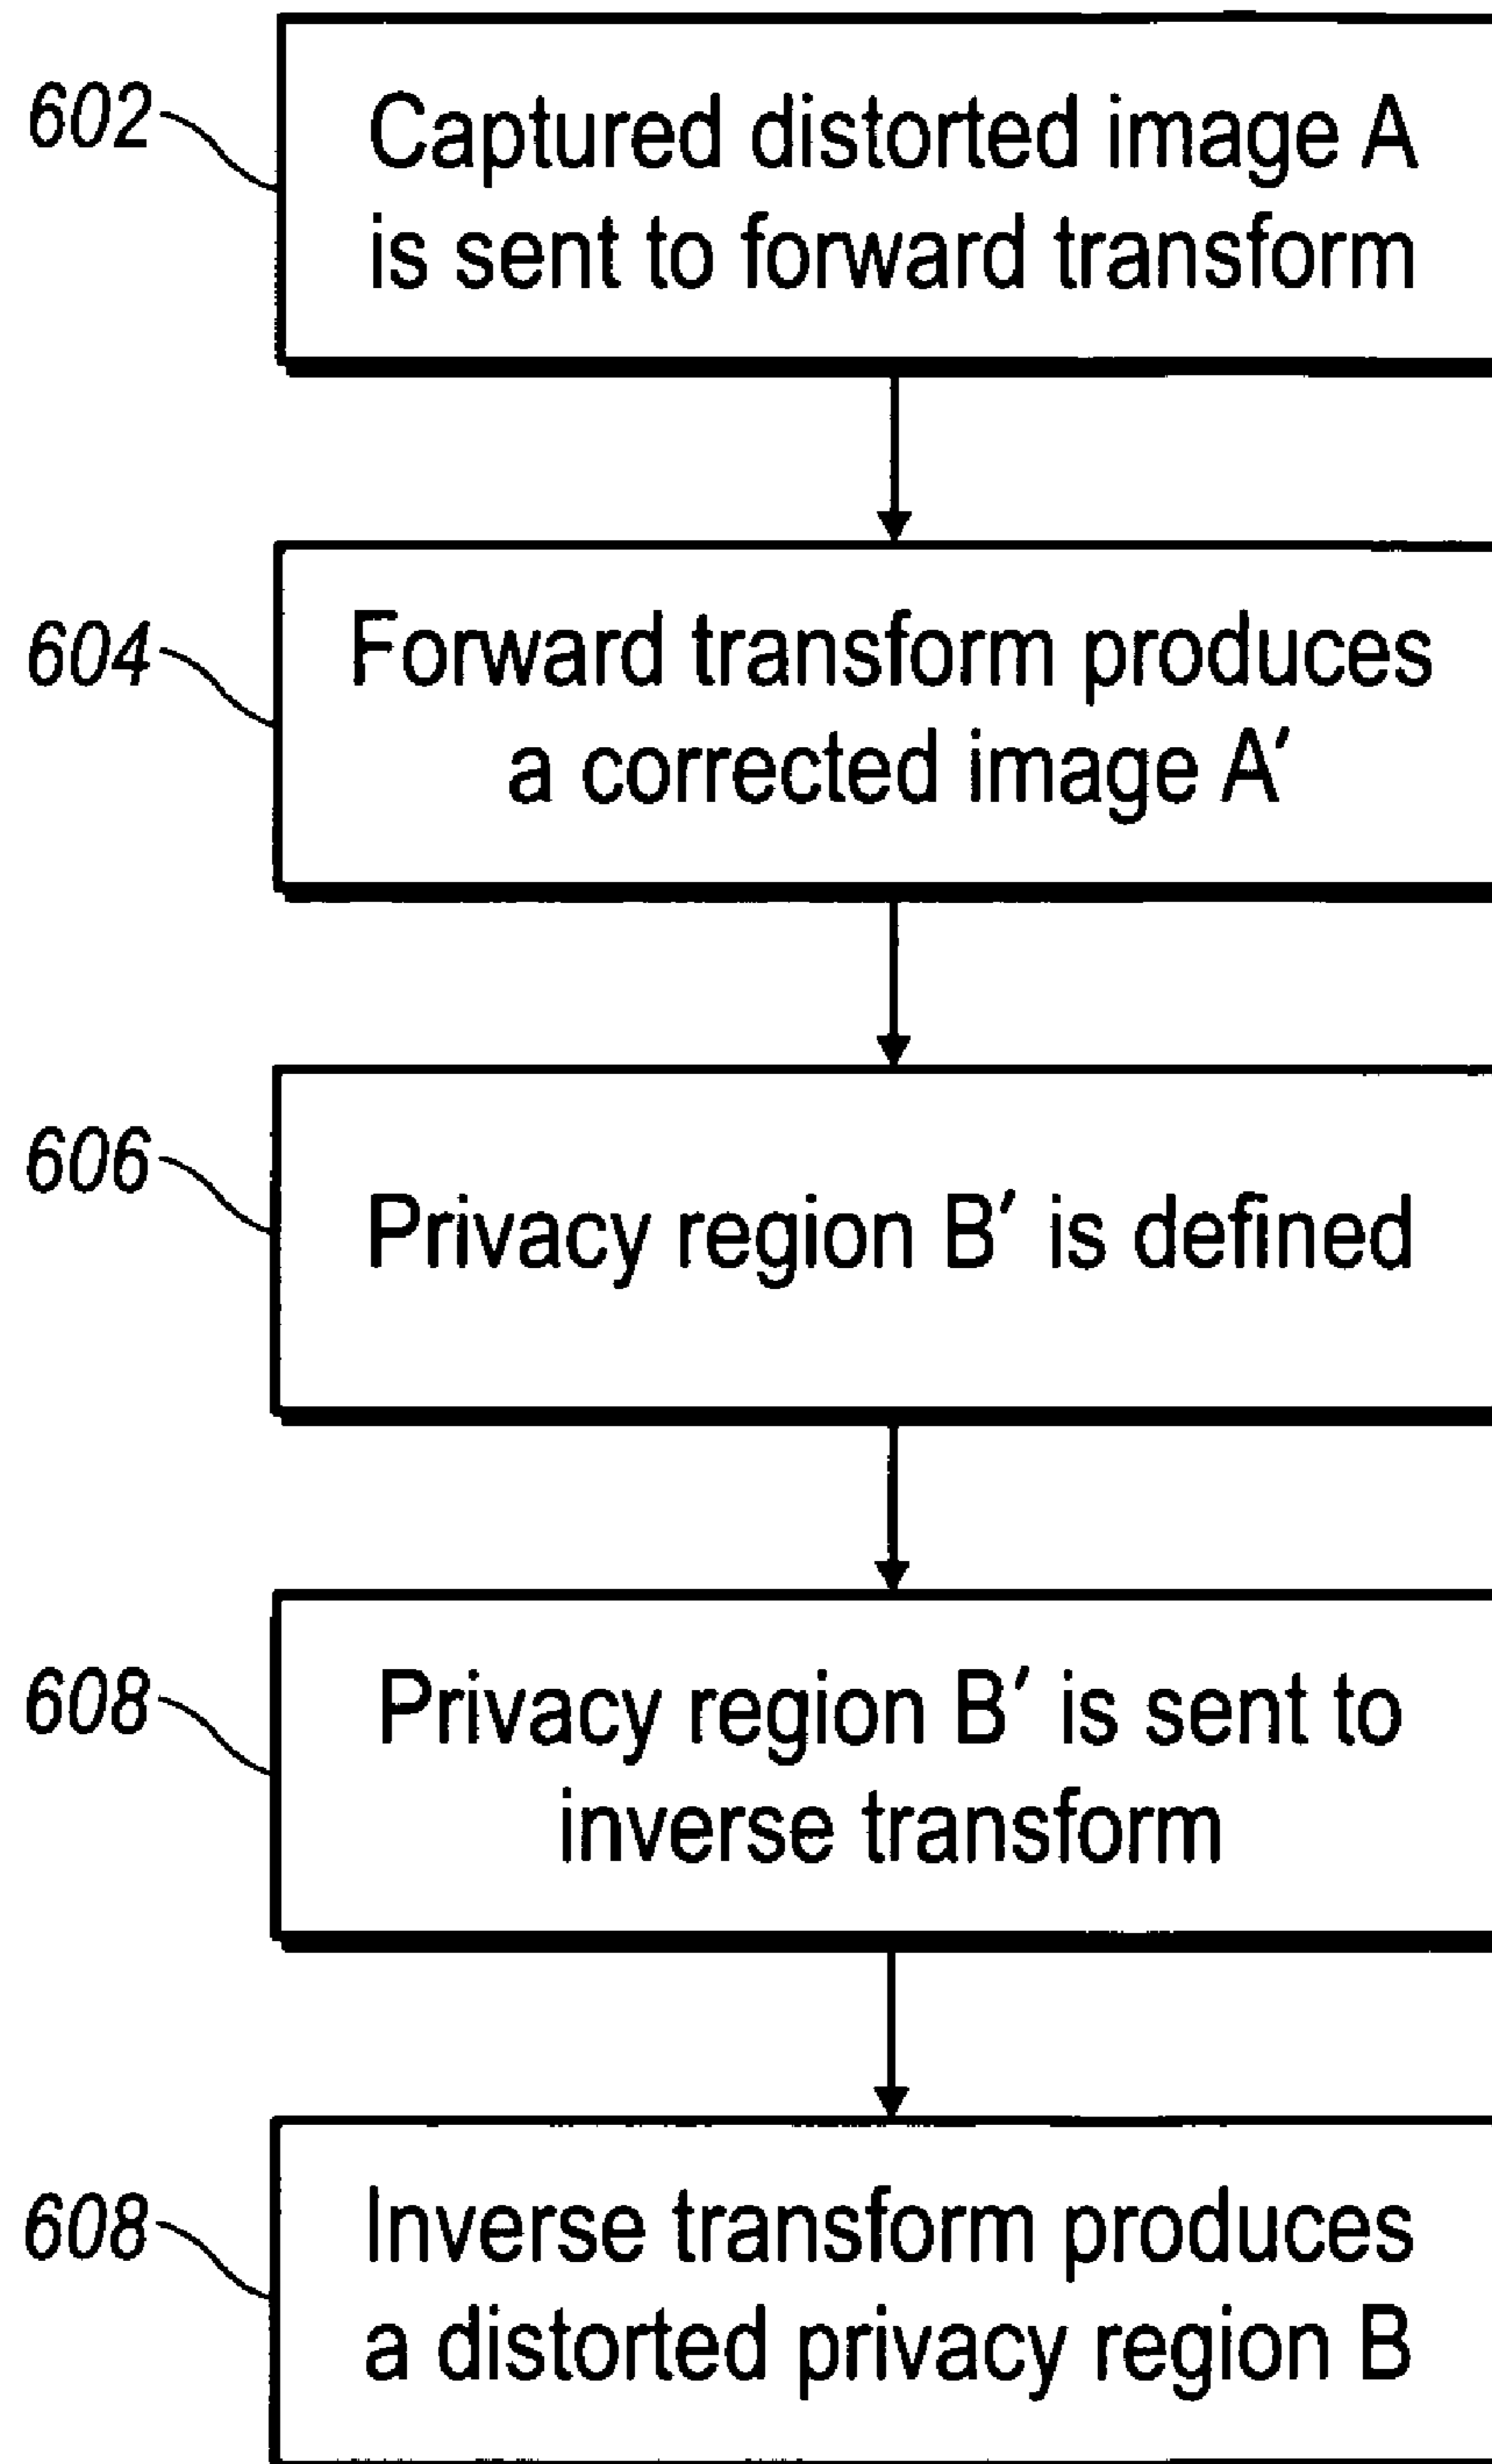 602
Captured distorted image A
is sent to forward transform
604
Forward transform produces
a corrected image A′
606
Privacy region B′ is defined
608
Privacy region B′ is sent to
inverse transform
608
Inverse transform produces
a distorted privacy region B